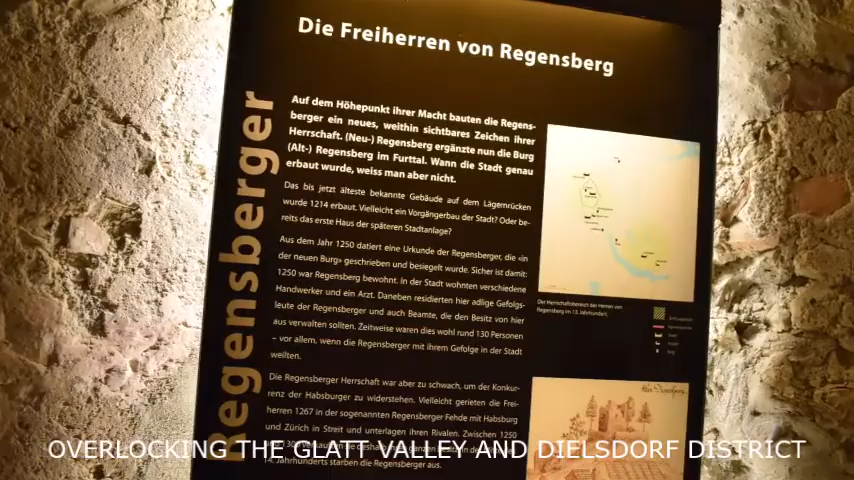 Die Freiherren von Regensberg
Regensberger
Auf dem Höhepunkt ihrer Macht bauten die Regens-
berger ein neues, weithin sichtbares Zeichen ihrer
Herrschaft. (Neu-) Regensberg ergänzte nun die Burg
(Alt-) Regensberg im Furttal. Wann die Stadt genau
erbaut wurde, weiss man aber nicht.
Das bis jetzt älteste bekannte Gebäude auf dem Lägernrücken
wurde 1214 erbaut. Vielleicht ein Vorgängerbau der Stadt? Oder be-
reits das erste Haus der späteren Stadtanlage?
Aus dem Jahr 1250 datiert eine Urkunde der Regensberger, die «in
der neuen Burg» geschrieben und besiegelt wurde. Sicher ist damit:
1250 war Regensberg bewohnt. In der Stadt wohnten verschiedene
Handwerker und ein Arzt. Daneben residierten hier adlige Gefolgs-
leute der Regensberger und auch Beamte, die den Besitz von hier
aus verwalten sollten. Zeitweise waren dies wohl rund 130 Personen
– vor allem, wenn die Regensberger mit ihrem Gefolge in der Stadt
weilten.
Die Regensberger Herrschaft war aber zu schwach, um der Konkur-
renz der Habsburger zu widerstehen. Vielleicht gerieten die Frei-
herren 1267 in der sogenannten Regensberger Fehde mit Habsburg
und Zürich in Streit und unterlagen ihren Rivalen. Zwischen 1250
14. Jahrhunderts starben die Regensberger aus.
Der Herrschaftsbereich der Herren von
Regensberg im 13. Jahrhundert.
OVERLOCKING THE GLATT VALLEY AND DIELSDORF DISTRICT